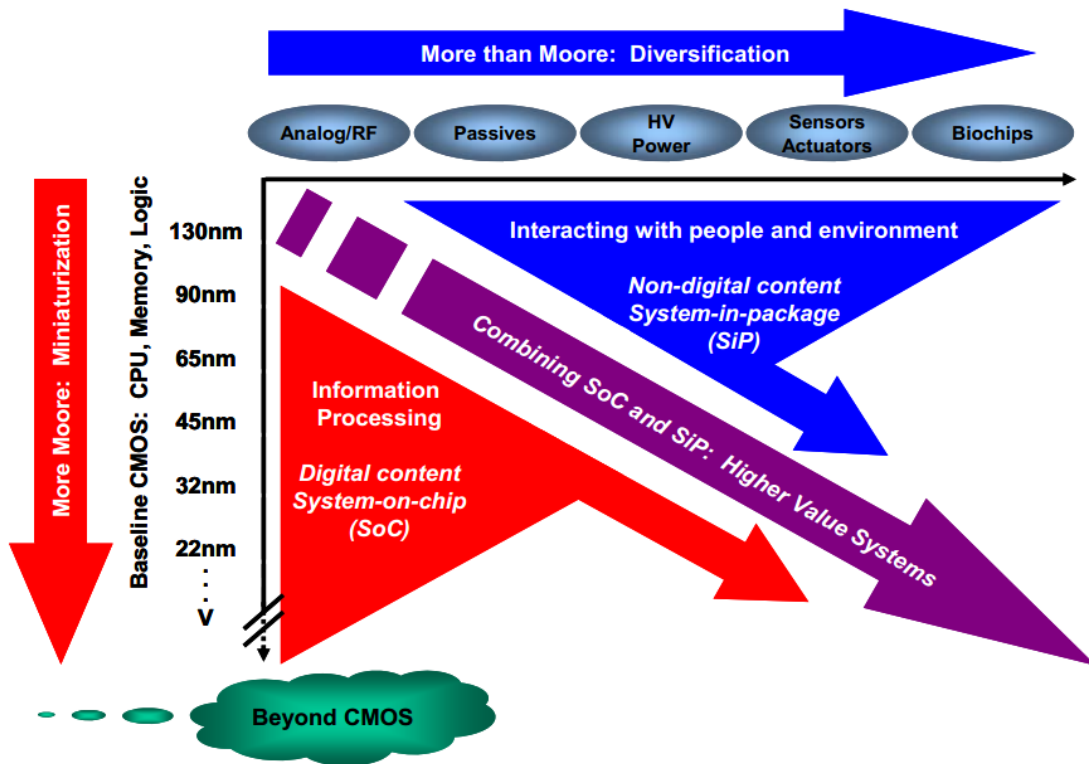 More than Moore: Diversification
Analog/RF
Passives
HV
Power
Sensors
Actuators
Biochips
More Moore: Miniaturization
Baseline CMOS: CPU, Memory, Logic
130nm
90nm
65nm
45nm
32nm
22nm
V
Interacting with people and environment
Non-digital content
System-in-package
(SiP)
Combining SoC and SiP: Higher Value Systems
Information
Processing
Digital content
System-on-chip
(SoC)
Beyond CMOS